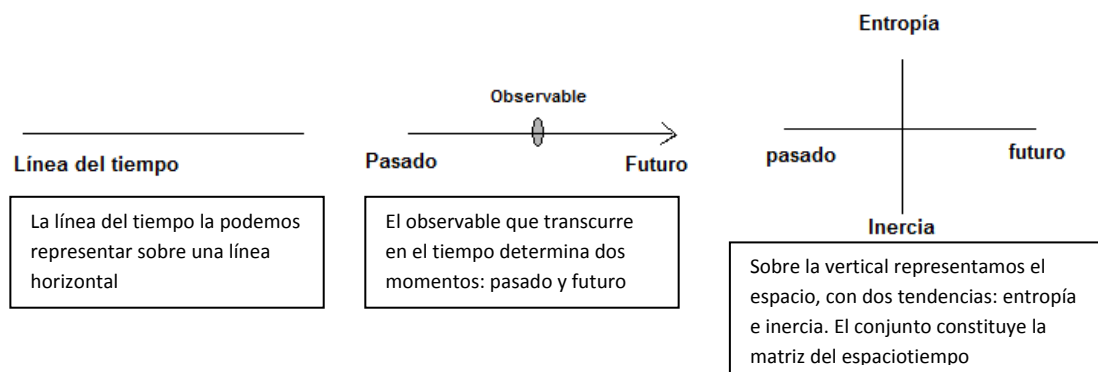 Línea del tiempo
La línea del tiempo la podemos
representar sobre una línea
horizontal
Observable
Pasado
Futuro
El observable que transcurre
en el tiempo determina dos
momentos: pasado y futuro
Entropía
pasado
futuro
Inercia
Sobre la vertical representamos el
espacio, con dos tendencias: entropía
e inercia. El conjunto constituye la
matriz del espaciotiempo